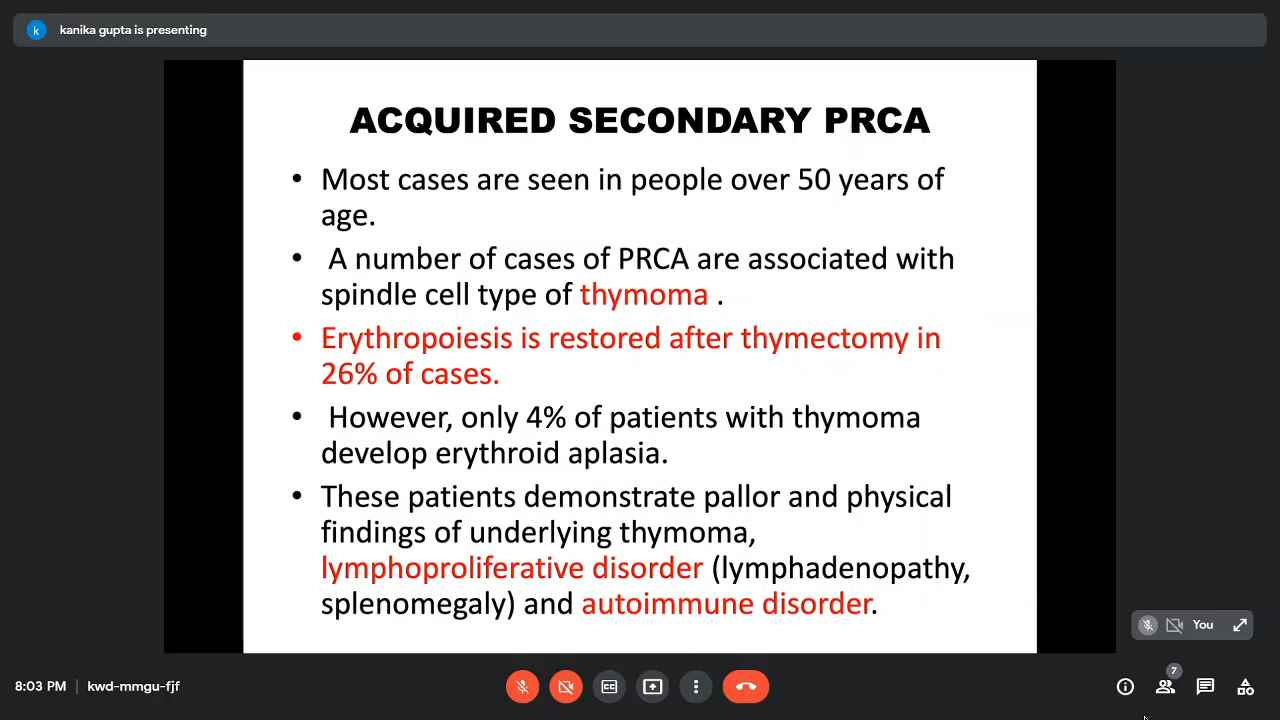 k kanika gupta is presenting
ACQUIRED SECONDARY PRCA
• Most cases are seen in people over 50 years of
age.
• A number of cases of PRCA are associated with
spindle cell type of thymoma .
• Erythropoiesis is restored after thymectomy in
26% of cases.
• However, only 4% of patients with thymoma
develop erythroid aplasia.
• These patients demonstrate pallor and physical
findings of underlying thymoma,
lymphoproliferative disorder (lymphadenopathy,
splenomegaly) and autoimmune disorder.
You
8:03 PM | kwd-mmgu-fjf
CC
7